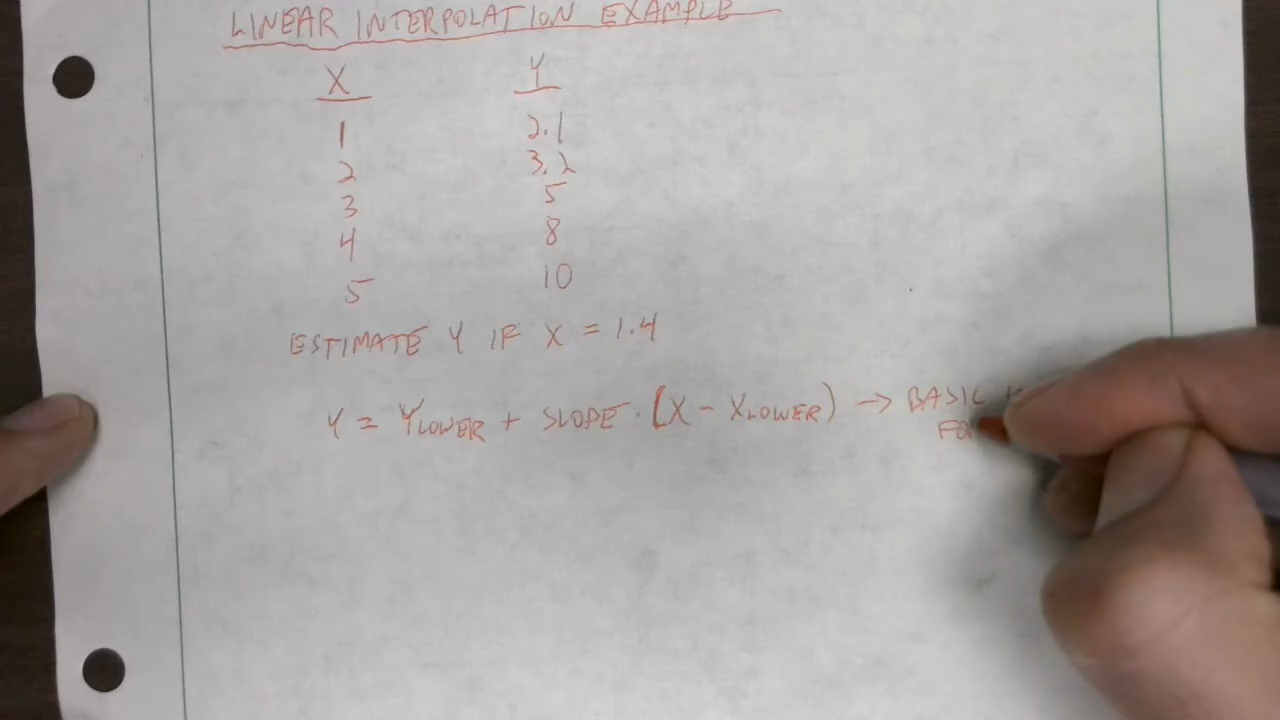 LINEAR INTERPOLATION EXAMPLE
X Y
1 2.1
2 3.2
3 5
4 8
5 10
ESTIMATE Y IF X = 1.4
Y = YLOWER + SLOPE · (X - XLOWER) → BASIC